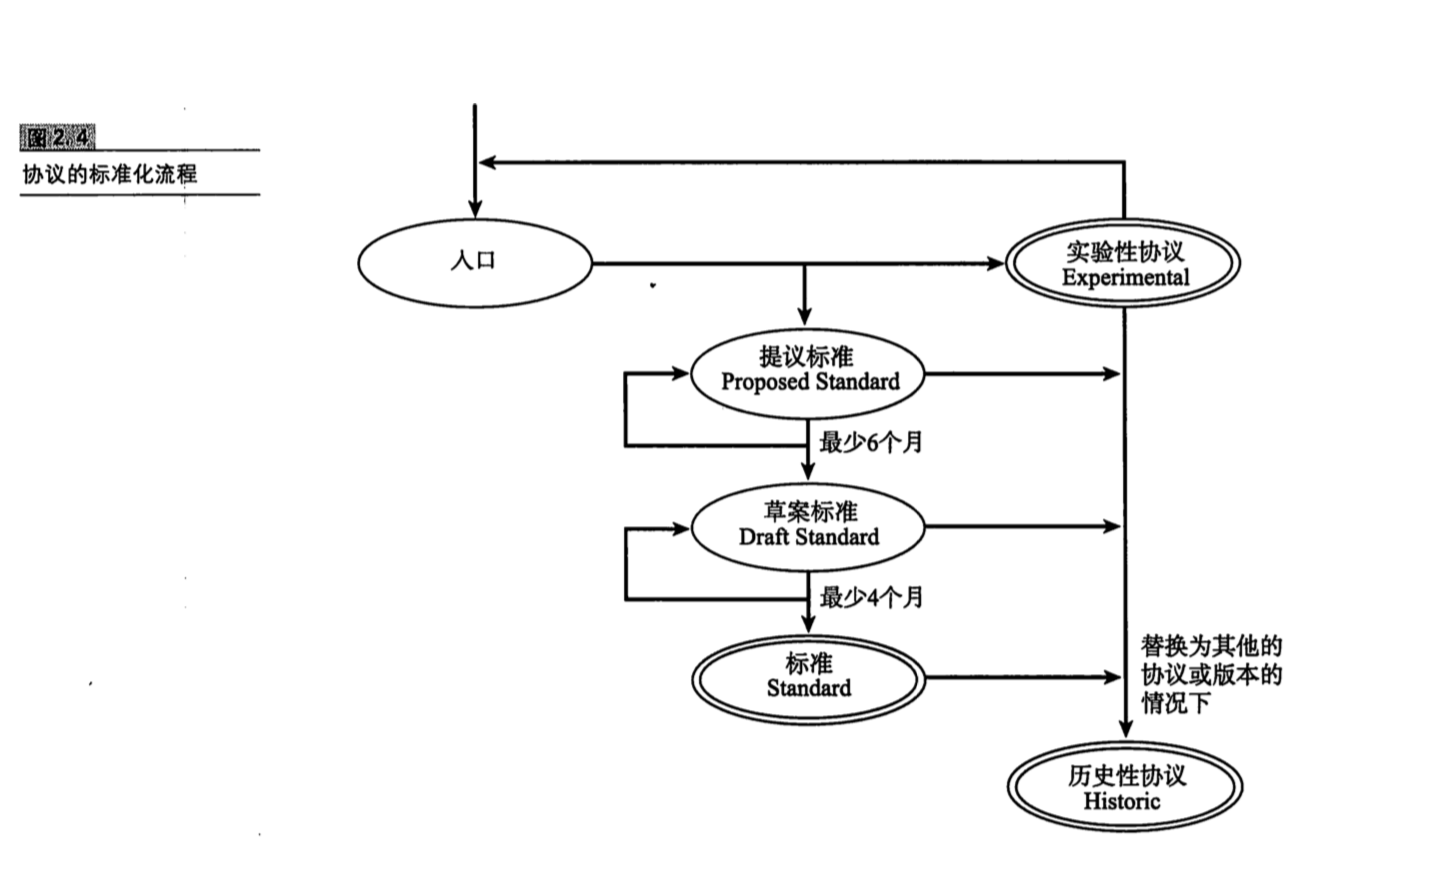 图 2.4
协议的标准化流程
入口
实验性协议
Experimental
提议标准
Proposed Standard
最少6个月
草案标准
Draft Standard
最少4个月
标准
Standard
替换为其他的
协议或版本的
情况下
历史性协议
Historic